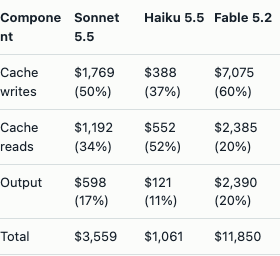 Compone Sonnet Haiku 5.5 Fable 5.2
nt 5.5
Cache $1,769 $388 $7,075
writes (50%) (37%) (60%)
Cache $1,192 $552 $2,385
reads (34%) (52%) (20%)
Output $598 $121 $2,390
(17%) (11%) (20%)
Total $3,559 $1,061 $11,850